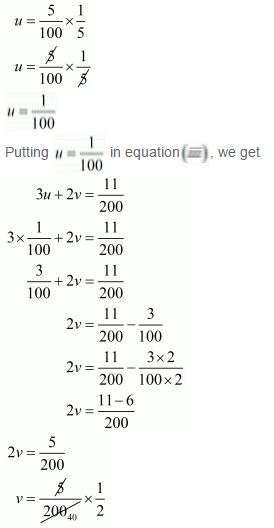 u = 5/100 × 1/5
u = 5/100 × 1/5
u = 1/100
Putting u = 1/100 in equation ( ), we get
3u + 2v = 11/200
3 × 1/100 + 2v = 11/200
3/100 + 2v = 11/200
2v = 11/200 − 3/100
2v = 11/200 − 3×2/100×2
2v = 11−6/200
2v = 5/200
v = 5/200 40 × 1/2